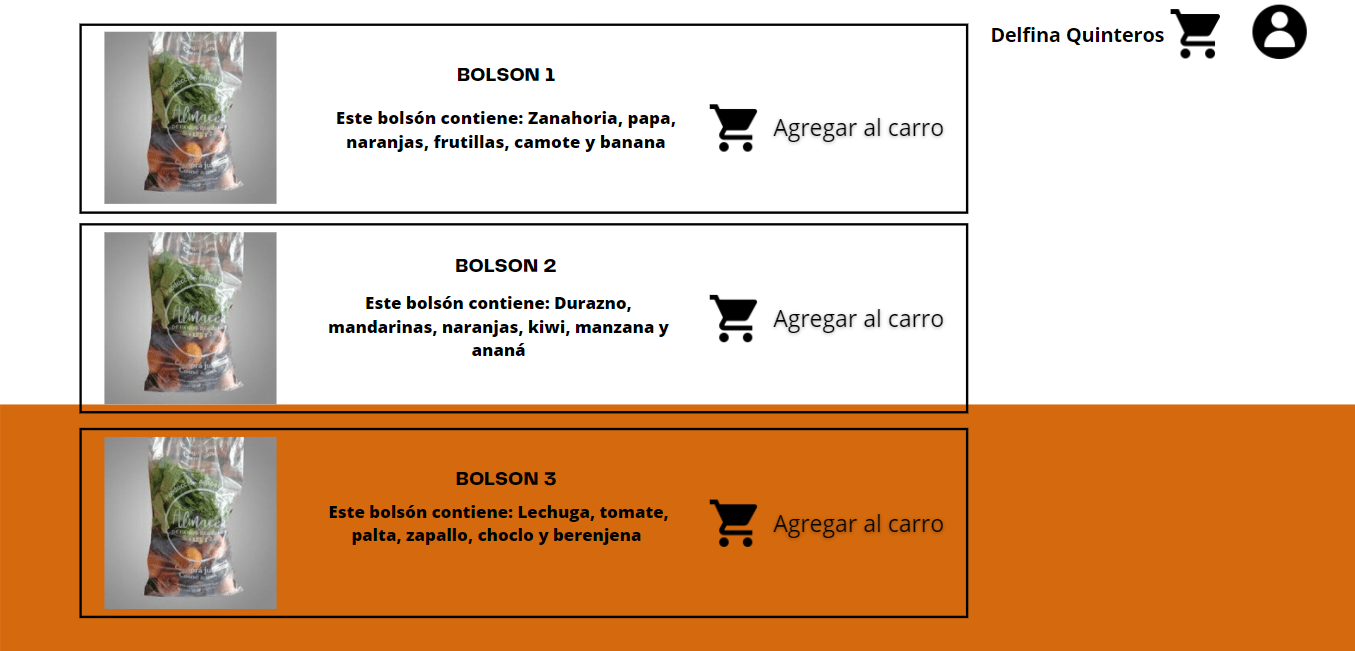 Delfina Quinteros
BOLSON 1
Este bolsón contiene: Zanahoria, papa,
naranjas, frutillas, camote y banana
Agregar al carro
BOLSON 2
Este bolsón contiene: Durazno,
mandarinas, naranjas, kiwi, manzana y
ananá
Agregar al carro
BOLSON 3
Este bolsón contiene: Lechuga, tomate,
palta, zapallo, choclo y berenjena
Agregar al carro